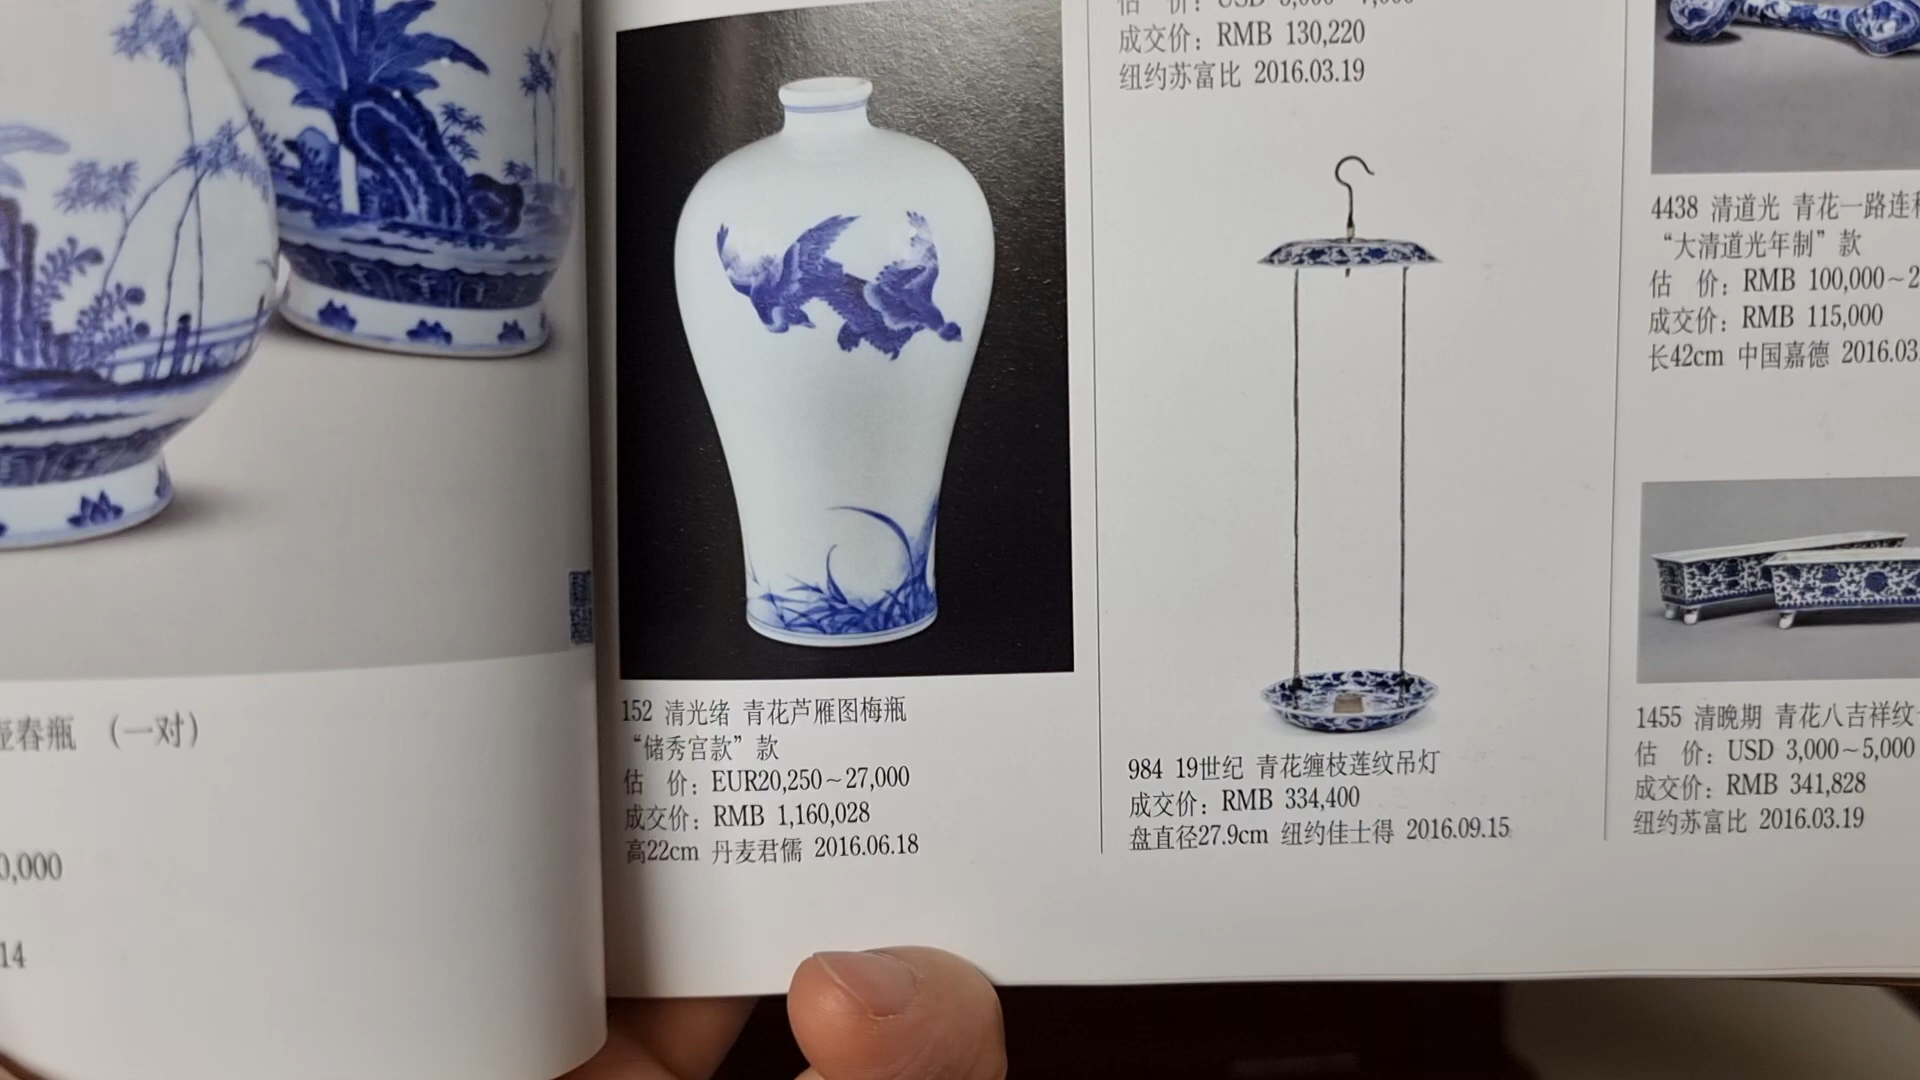 壶春瓶 （一对）
0,000
14
152 清光绪 青花芦雁图梅瓶
“储秀宫款”款
估 价：EUR20,250～27,000
成交价：RMB 1,160,028
高22cm 丹麦君儒 2016.06.18
成交价：RMB 130,220
纽约苏富比 2016.03.19
984 19世纪 青花缠枝莲纹吊灯
成交价：RMB 334,400
盘直径27.9cm 纽约佳士得 2016.09.15
4438 清道光 青花一路连
“大清道光年制”款
估 价：RMB 100,000～2
成交价：RMB 115,000
长42cm 中国嘉德 2016.03
1455 清晚期 青花八吉祥纹
估 价：USD 3,000～5,000
成交价：RMB 341,828
纽约苏富比 2016.03.19